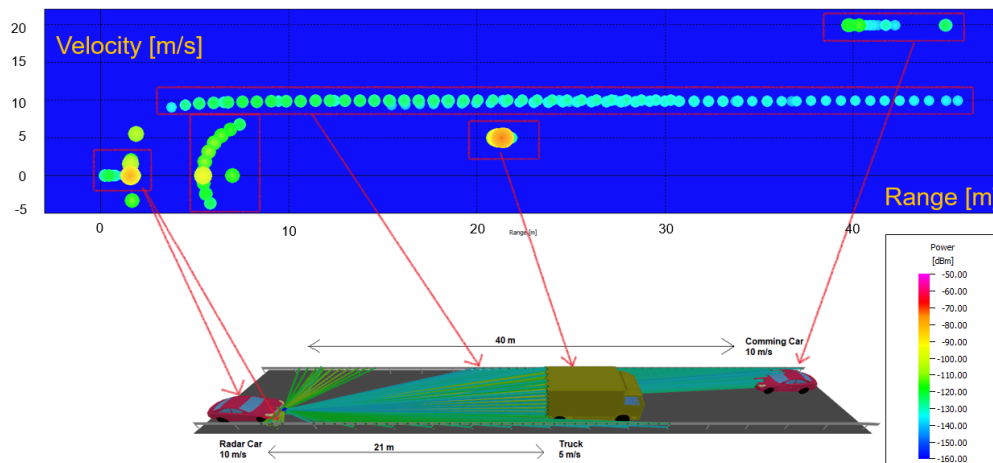 20
Velocity [m/s]
15
10
5
0
-5
Range [m]
0
10
20
30
40
Range [m]
Power
[dBm]
-50.00
-60.00
-70.00
-80.00
-90.00
-100.00
-110.00
-120.00
-130.00
-140.00
-150.00
-160.00
40 m
Comming Car
10 m/s
21 m
Radar Car
10 m/s
Truck
5 m/s